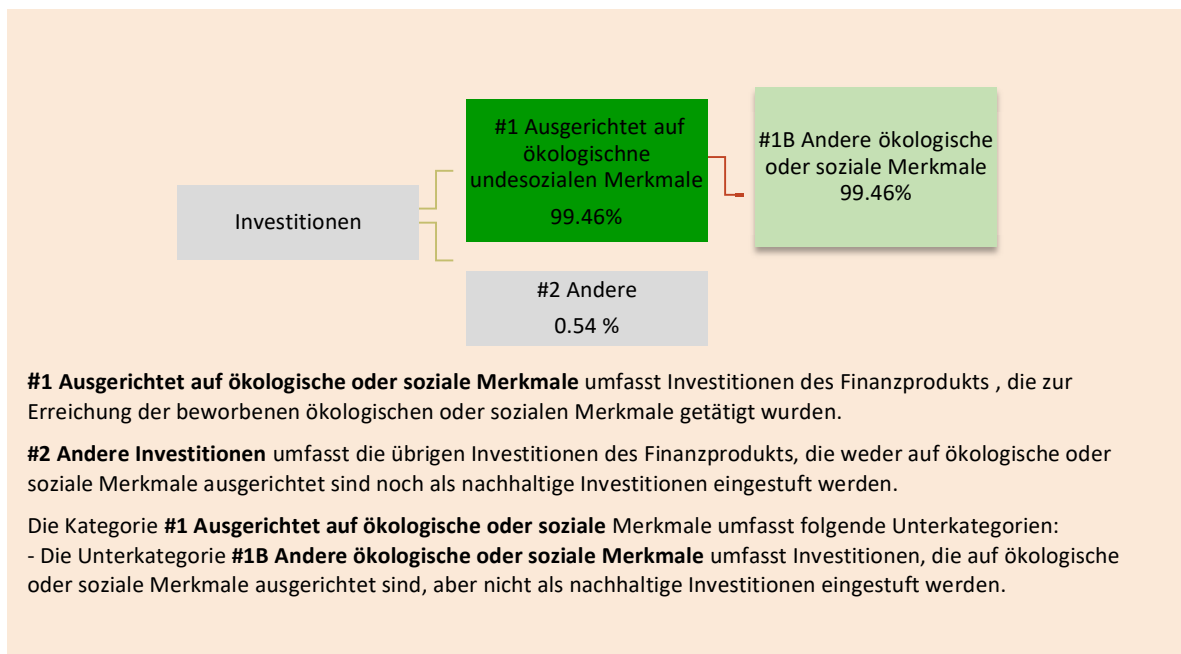 #1 Ausgerichtet auf
ökologischne
undesozialen Merkmale
99.46%
#1B Andere ökologische
oder soziale Merkmale
99.46%
Investitionen
#2 Andere
0.54 %
#1 Ausgerichtet auf ökologische oder soziale Merkmale umfasst Investitionen des Finanzprodukts , die zur
Erreichung der beworbenen ökologischen oder sozialen Merkmale getätigt wurden.
#2 Andere Investitionen umfasst die übrigen Investitionen des Finanzprodukts, die weder auf ökologische oder
soziale Merkmale ausgerichtet sind noch als nachhaltige Investitionen eingestuft werden.
Die Kategorie #1 Ausgerichtet auf ökologische oder soziale Merkmale umfasst folgende Unterkategorien:
- Die Unterkategorie #1B Andere ökologische oder soziale Merkmale umfasst Investitionen, die auf ökologische
oder soziale Merkmale ausgerichtet sind, aber nicht als nachhaltige Investitionen eingestuft werden.